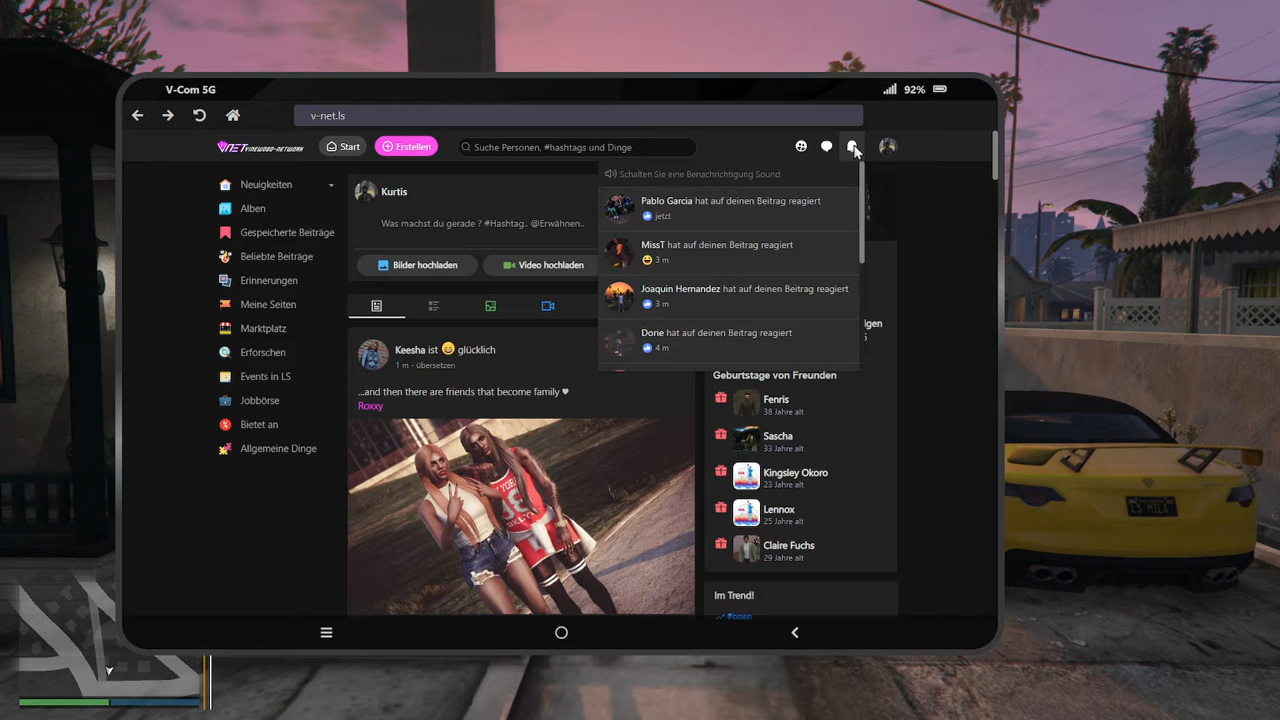 V-Com 5G
92%
v-net.ls
VNET VINEWOOD-NETWORK
Start
Erstellen
Suche Personen, #hashtags und Dinge
Schalten Sie eine Benachrichtigung Sound
Pablo Garcia hat auf deinen Beitrag reagiert
jetzt
MissT hat auf deinen Beitrag reagiert
3 m
Joaquin Hernandez hat auf deinen Beitrag reagiert
3 m
Dorie hat auf deinen Beitrag reagiert
4 m
Neuigkeiten
Alben
Gespeicherte Beiträge
Beliebte Beiträge
Erinnerungen
Meine Seiten
Marktplatz
Erforschen
Events in LS
Jobbörse
Bietet an
Allgemeine Dinge
Kurtis
Was machst du gerade ? #Hashtag.. @Erwähnen..
Bilder hochladen
Video hochladen
Keesha ist 😄 glücklich
1 m - übersetzen
...and then there are friends that become family ♥
Roxxy
lgen
Geburtstage von Freunden
Fenris
38 Jahre alt
Sascha
33 Jahre alt
Kingsley Okoro
23 Jahre alt
Lennox
25 Jahre alt
Claire Fuchs
29 Jahre alt
Im Trend!
#open